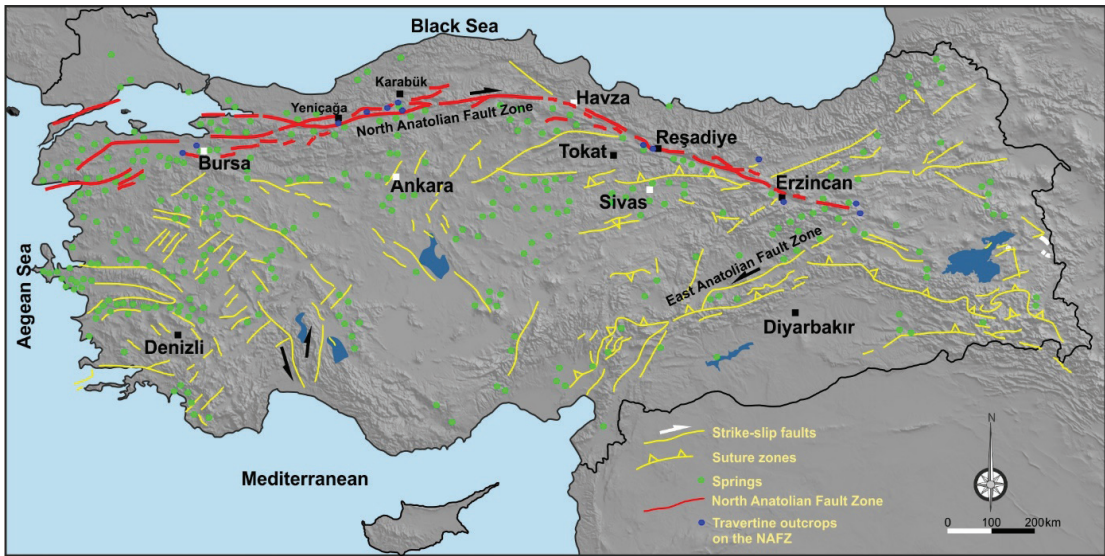 Black Sea
Karabük
Yeniçağa
North Anatolian Fault Zone
Havza
Reşadiye
Tokat
Bursa
Ankara
Sivas
Erzincan
East Anatolian Fault Zone
Aegean Sea
Denizli
Diyarbakır
Mediterranean
Strike-slip faults
Suture zones
Springs
North Anatolian Fault Zone
Travertine outcrops
on the NAFZ
N
0 100 200km